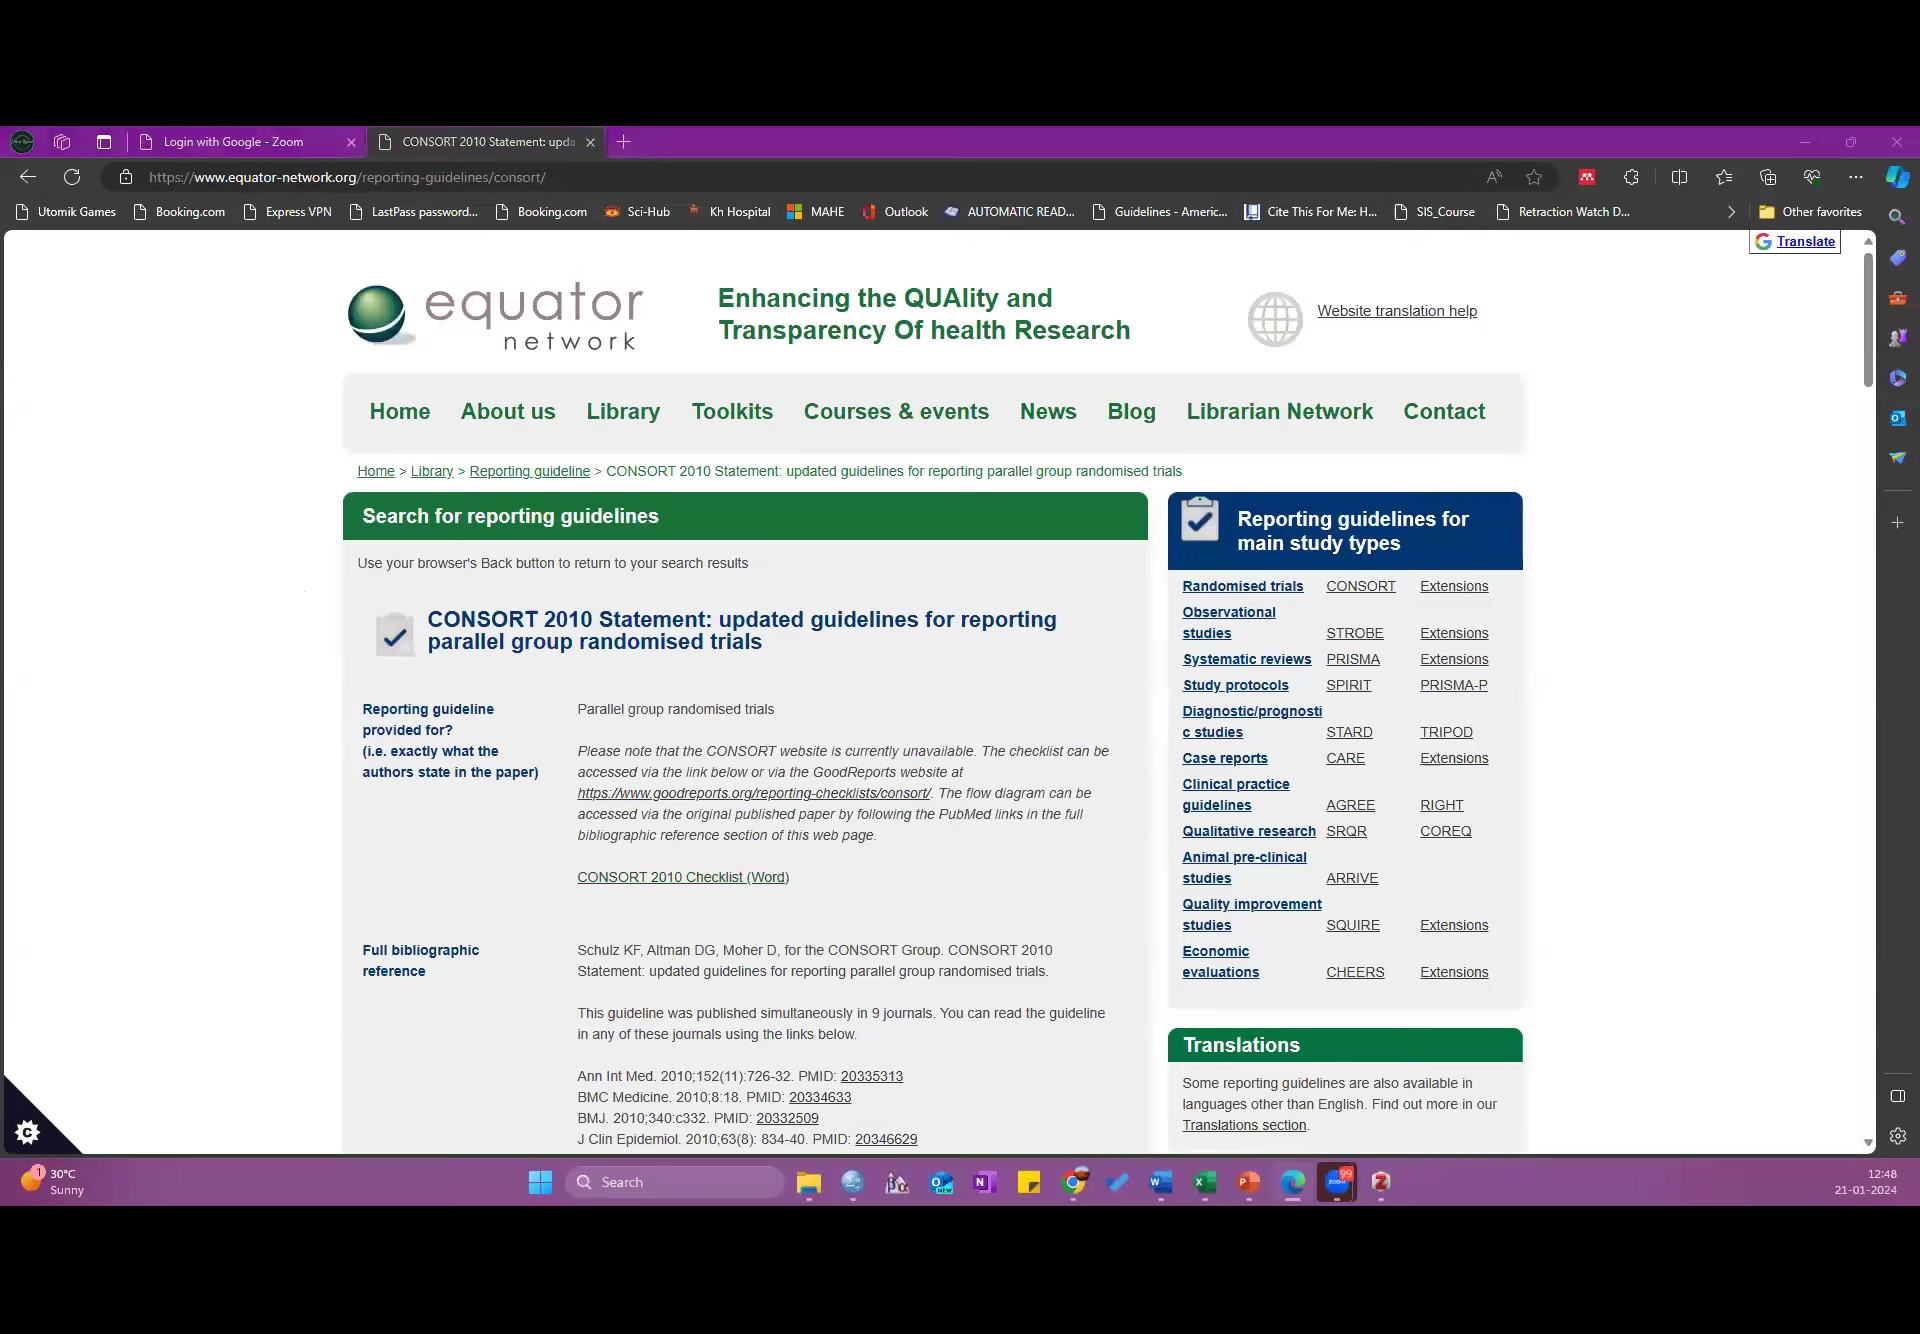 Login with Google - Zoom
CONSORT 2010 Statement: upda
https://www.equator-network.org/reporting-guidelines/consort/
Utomik Games
Booking.com
Express VPN
LastPass password...
Booking.com
Sci-Hub
Kh Hospital
MAHE
Outlook
AUTOMATIC READ...
Guidelines - Americ...
Cite This For Me: H...
SIS_Course
Retraction Watch D...
Other favorites
Translate
equator
network
Enhancing the QUAlity and
Transparency Of health Research
Website translation help
Home About us Library Toolkits Courses & events News Blog Librarian Network Contact
Home > Library > Reporting guideline > CONSORT 2010 Statement: updated guidelines for reporting parallel group randomised trials
Search for reporting guidelines
Use your browser's Back button to return to your search results
CONSORT 2010 Statement: updated guidelines for reporting
parallel group randomised trials
Reporting guideline
provided for?
(i.e. exactly what the
authors state in the paper)
Parallel group randomised trials
Please note that the CONSORT website is currently unavailable. The checklist can be
accessed via the link below or via the GoodReports website at
https://www.goodreports.org/reporting-checklists/consort/. The flow diagram can be
accessed via the original published paper by following the PubMed links in the full
bibliographic reference section of this web page.
CONSORT 2010 Checklist (Word)
Full bibliographic
reference
Schulz KF, Altman DG, Moher D, for the CONSORT Group. CONSORT 2010
Statement: updated guidelines for reporting parallel group randomised trials.
This guideline was published simultaneously in 9 journals. You can read the guideline
in any of these journals using the links below.
Ann Int Med. 2010;152(11):726-32. PMID: 20335313
BMC Medicine. 2010;8:18. PMID: 20334633
BMJ. 2010;340:c332. PMID: 20332509
J Clin Epidemiol. 2010;63(8): 834-40. PMID: 20346629
Reporting guidelines for
main study types
Randomised trials CONSORT Extensions
Observational
studies STROBE Extensions
Systematic reviews PRISMA Extensions
Study protocols SPIRIT PRISMA-P
Diagnostic/prognosti
c studies STARD TRIPOD
Case reports CARE Extensions
Clinical practice
guidelines AGREE RIGHT
Qualitative research SRQR COREQ
Animal pre-clinical
studies ARRIVE
Quality improvement
studies SQUIRE Extensions
Economic
evaluations CHEERS Extensions
Translations
Some reporting guidelines are also available in
languages other than English. Find out more in our
Translations section.
1
30°C
Sunny
Search
99
12:48
21-01-2024